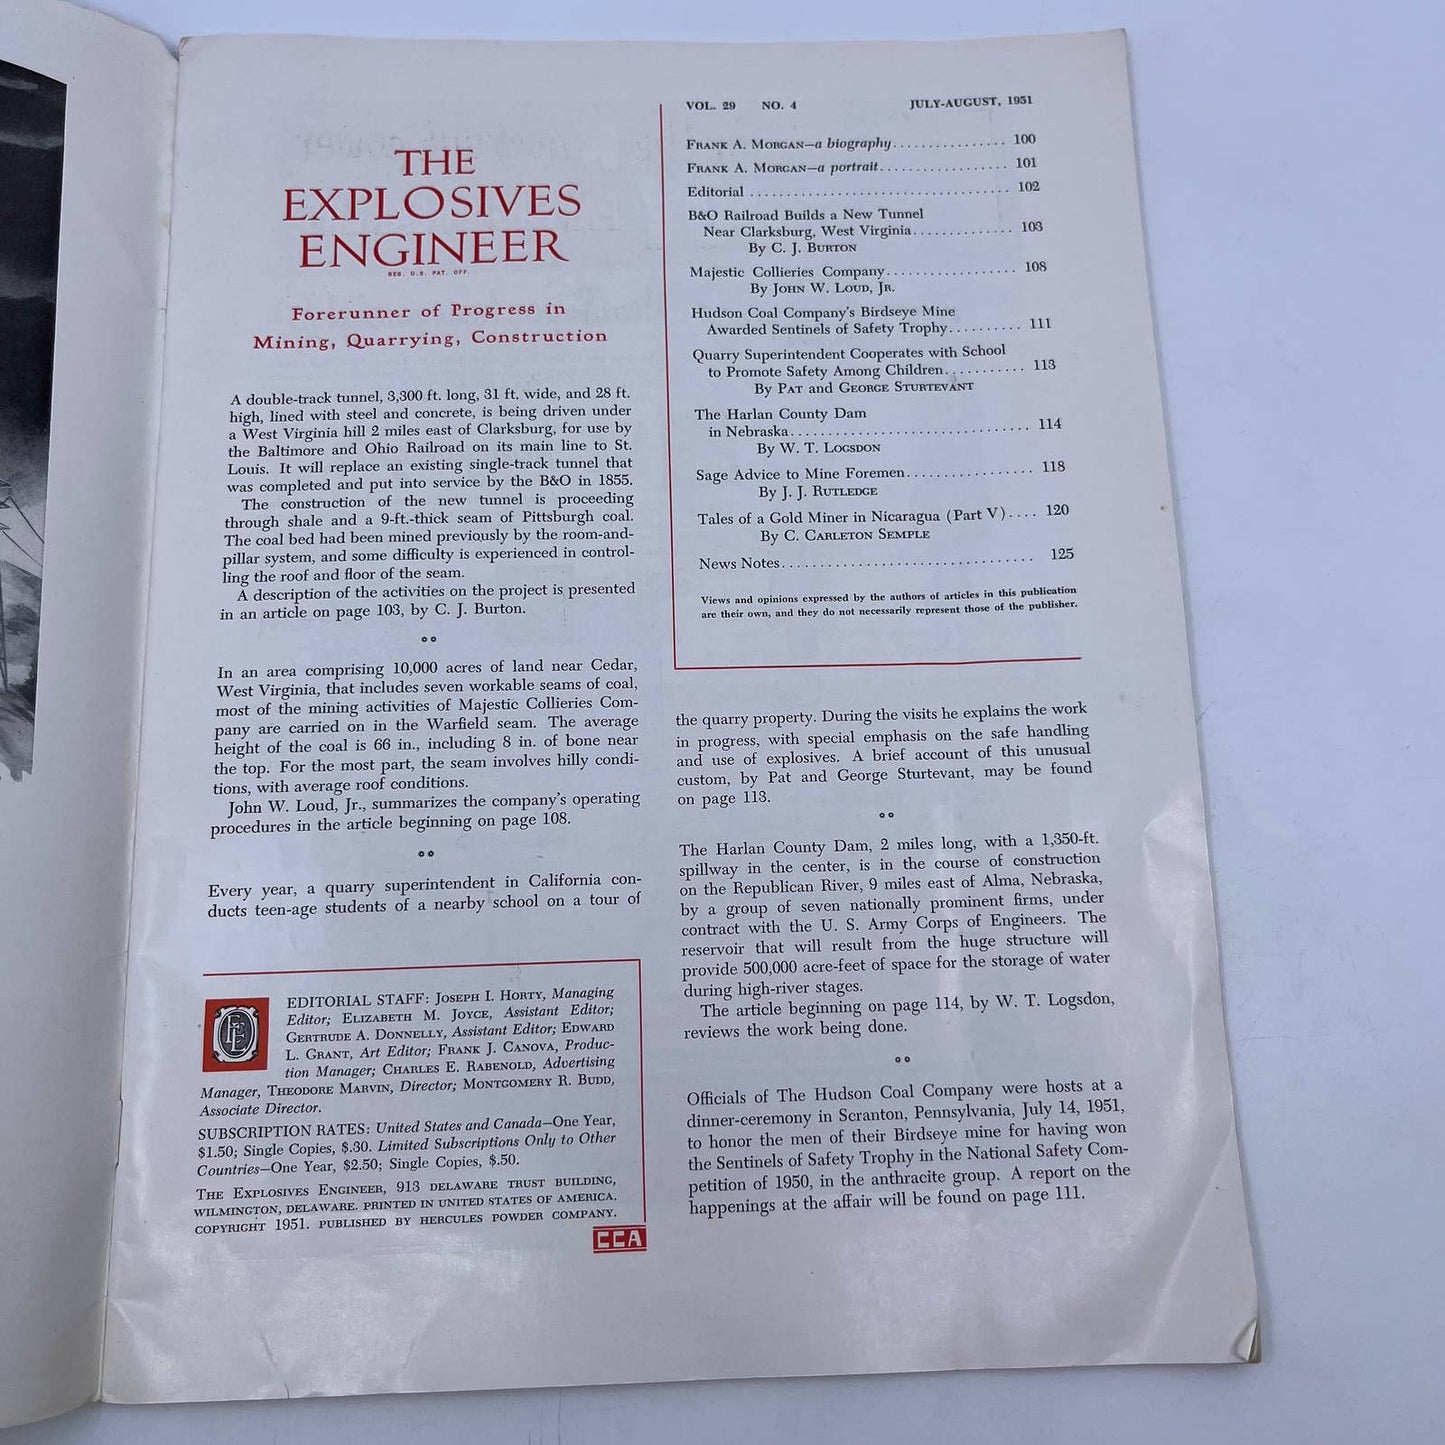 THE
EXPLOSIVES
ENGINEER
REG. U.S. PAT. OFF.
Forerunner of Progress in
Mining, Quarrying, Construction
A double-track tunnel, 3,300 ft. long, 31 ft. wide, and 28 ft.
high, lined with steel and concrete, is being driven under
a West Virginia hill 2 miles east of Clarksburg, for use by
the Baltimore and Ohio Railroad on its main line to St.
Louis. It will replace an existing single-track tunnel that
was completed and put into service by the B&O in 1855.
The construction of the new tunnel is proceeding
through shale and a 9-ft.-thick seam of Pittsburgh coal.
The coal bed had been mined previously by the room-and-
pillar system, and some difficulty is experienced in control-
ling the roof and floor of the seam.
A description of the activities on the project is presented
in an article on page 103, by C. J. Burton.
In an area comprising 10,000 acres of land near Cedar,
West Virginia, that includes seven workable seams of coal,
most of the mining activities of Majestic Collieries Com-
pany are carried on in the Warfield seam. The average
height of the coal is 66 in., including 8 in. of bone near
the top. For the most part, the seam involves hilly condi-
tions, with average roof conditions.
John W. Loud, Jr., summarizes the company's operating
procedures in the article beginning on page 108.
Every year, a quarry superintendent in California con-
ducts teen-age students of a nearby school on a tour of
EDITORIAL STAFF: JOSEPH I. HORTY, Managing
Editor; ELIZABETH M. JOYCE, Assistant Editor;
GERTRUDE A. DONNELLY, Assistant Editor; EDWARD
L. GRANT, Art Editor; FRANK J. CANOVA, Produc-
tion Manager; CHARLES E. RABENOLD, Advertising
Manager, THEODORE MARVIN, Director; MONTGOMERY R. BUDD,
Associate Director.
SUBSCRIPTION RATES: United States and Canada—One Year,
$1.50; Single Copies, $.30. Limited Subscriptions Only to Other
Countries—One Year, $2.50; Single Copies, $.50.
THE EXPLOSIVES ENGINEER, 913 DELAWARE TRUST BUILDING,
WILMINGTON, DELAWARE. PRINTED IN UNITED STATES OF AMERICA.
COPYRIGHT 1951. PUBLISHED BY HERCULES POWDER COMPANY.
CCA
VOL. 29 NO. 4 JULY-AUGUST, 1951
FRANK A. MORGAN—a biography................ 100
FRANK A. MORGAN—a portrait.................. 101
Editorial .................................... 102
B&O Railroad Builds a New Tunnel
Near Clarksburg, West Virginia.............. 103
By C. J. BURTON
Majestic Collieries Company.................. 108
By JOHN W. LOUD, JR.
Hudson Coal Company's Birdseye Mine
Awarded Sentinels of Safety Trophy.......... 111
Quarry Superintendent Cooperates with School
to Promote Safety Among Children........... 113
By PAT and GEORGE STURTEVANT
The Harlan County Dam
in Nebraska................................. 114
By W. T. LOGSDON
Sage Advice to Mine Foremen.................. 118
By J. J. RUTLEDGE
Tales of a Gold Miner in Nicaragua (Part V).... 120
By C. CARLETON SEMPLE
News Notes................................... 125
Views and opinions expressed by the authors of articles in this publication
are their own, and they do not necessarily represent those of the publisher.
the quarry property. During the visits he explains the work
in progress, with special emphasis on the safe handling
and use of explosives. A brief account of this unusual
custom, by Pat and George Sturtevant, may be found
on page 113.
The Harlan County Dam, 2 miles long, with a 1,350-ft.
spillway in the center, is in the course of construction
on the Republican River, 9 miles east of Alma, Nebraska,
by a group of seven nationally prominent firms, under
contract with the U. S. Army Corps of Engineers. The
reservoir that will result from the huge structure will
provide 500,000 acre-feet of space for the storage of water
during high-river stages.
The article beginning on page 114, by W. T. Logsdon,
reviews the work being done.
Officials of The Hudson Coal Company were hosts at a
dinner-ceremony in Scranton, Pennsylvania, July 14, 1951,
to honor the men of their Birdseye mine for having won
the Sentinels of Safety Trophy in the National Safety Com-
petition of 1950, in the anthracite group. A report on the
happenings at the affair will be found on page 111.